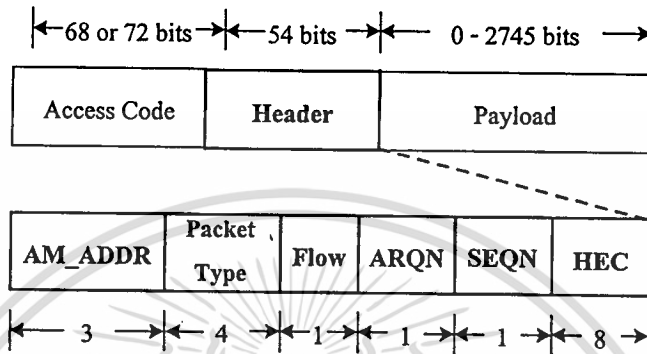 68 or 72 bits 54 bits 0 - 2745 bits
Access Code Header Payload
AM_ADDR Packet Type Flow ARQN SEQN HEC
3 4 1 1 1 8